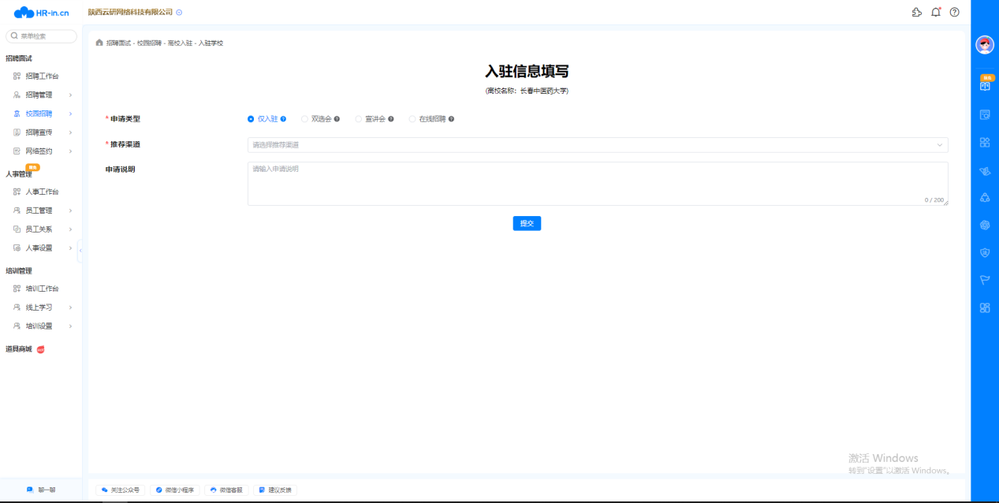 HR-in.cn
陕西云研网络科技有限公司
菜单检索
招聘面试
招聘工作台
招聘管理
校园招聘
招聘宣传
网络签约
人事管理
人事工作台
员工管理
员工关系
人事设置
培训管理
培训工作台
线上学习
培训设置
道具商城
聊一聊
招聘面试 - 校园招聘 - 高校入驻 - 入驻学校
入驻信息填写
(高校名称：长春中医药大学)
* 申请类型 仅入驻 双选会 宣讲会 在线招聘
* 推荐渠道 请选择推荐渠道
申请说明 请输入申请说明
0 / 200
提交
激活 Windows
转到"设置"以激活 Windows。
关注公众号 微信小程序 微信客服 建议反馈